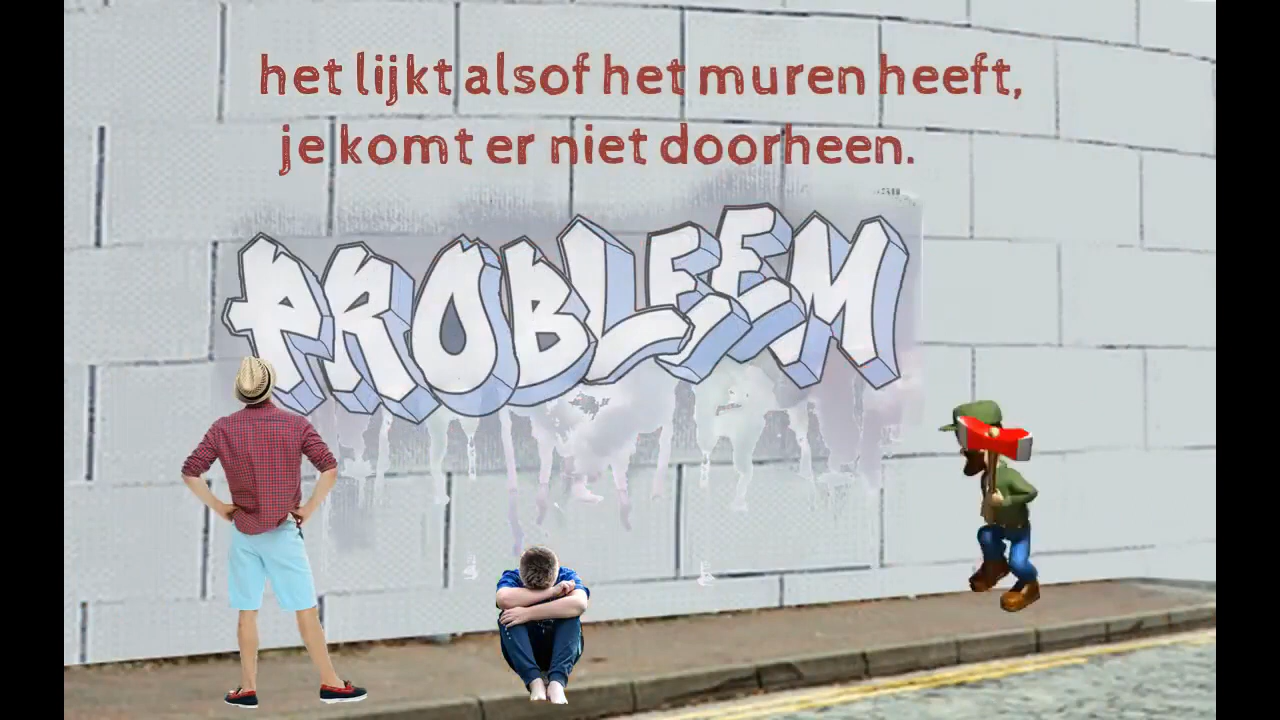 het lijkt alsof het muren heeft,
je komt er niet doorheen.
PROBLEEM